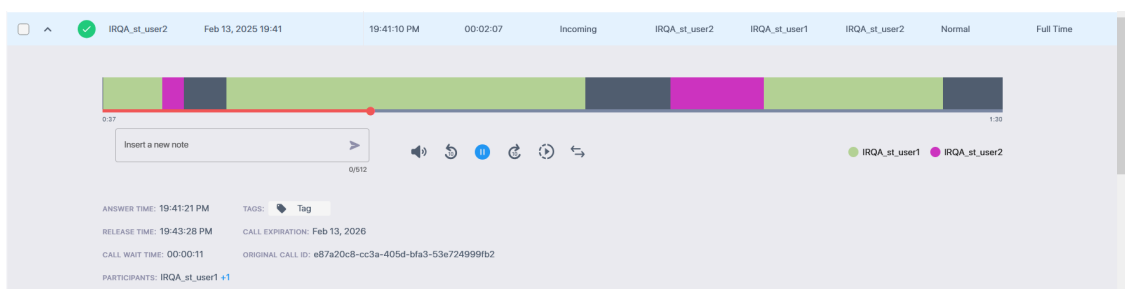 IRQA_st_user2 Feb 13, 2025 19:41 19:41:10 PM 00:02:07 Incoming IRQA_st_user2 IRQA_st_user1 IRQA_st_user2 Normal Full Time
0:37 1:30
Insert a new note
10 10
IRQA_st_user1 IRQA_st_user2
0/512
ANSWER TIME: 19:41:21 PM TAGS: Tag
RELEASE TIME: 19:43:28 PM CALL EXPIRATION: Feb 13, 2026
CALL WAIT TIME: 00:00:11 ORIGINAL CALL ID: e87a20c8-cc3a-405d-bfa3-53e724999fb2
PARTICIPANTS: IRQA_st_user1 +1